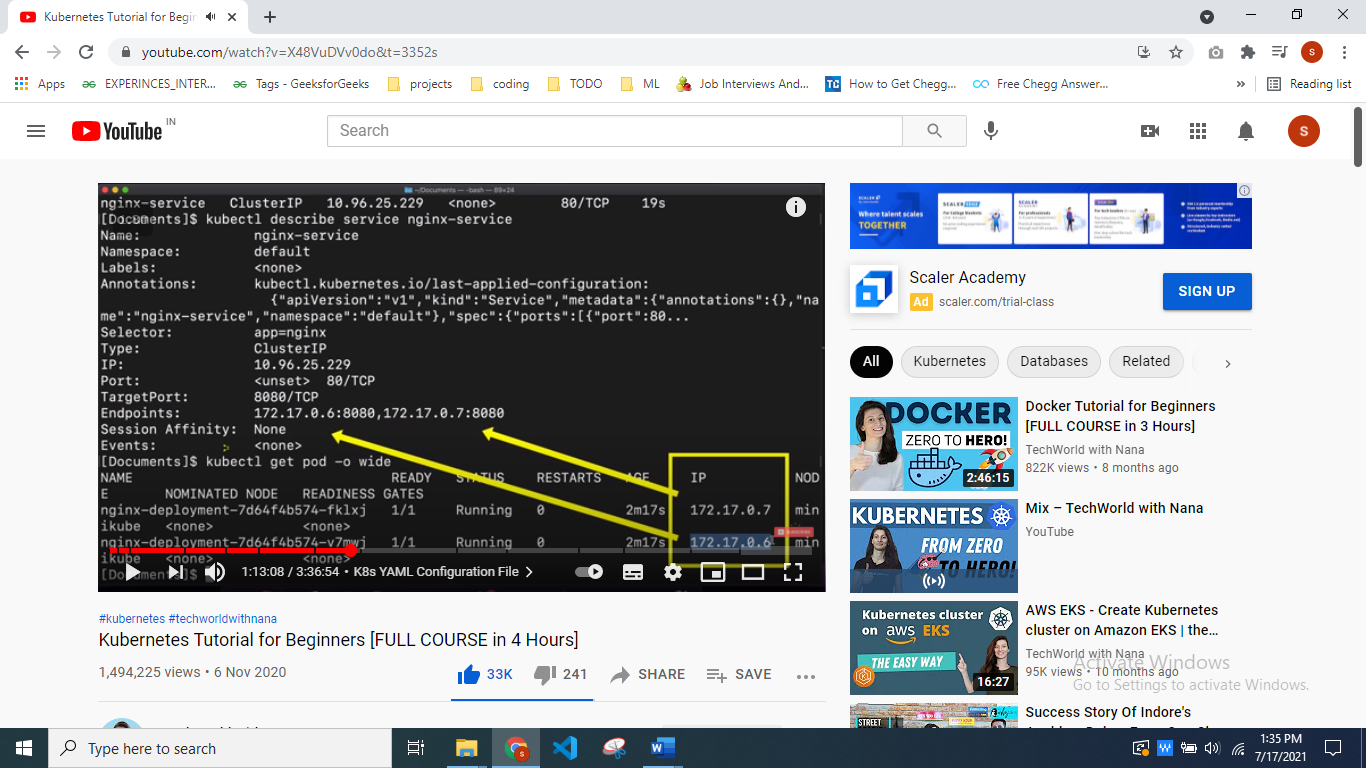 Kubernetes Tutorial for Begin
youtube.com/watch?v=X48VuDVv0do&t=3352s
S
Apps
EXPERINCES_INTER...
Tags - GeeksforGeeks
projects
coding
TODO
ML
Job Interviews And...
How to Get Chegg...
Free Chegg Answer...
»
Reading list
YouTube IN
Search
S
~/Documents — -bash — 89×24
nginx-service ClusterIP 10.96.25.229 <none> 80/TCP 19s
[Documents]$ kubectl describe service nginx-service
Name: nginx-service
Namespace: default
Labels: <none>
Annotations: kubectl.kubernetes.io/last-applied-configuration:
{"apiVersion":"v1","kind":"Service","metadata":{"annotations":{},"na
me":"nginx-service","namespace":"default"},"spec":{"ports":[{"port":80...
Selector: app=nginx
Type: ClusterIP
IP: 10.96.25.229
Port: <unset> 80/TCP
TargetPort: 8080/TCP
Endpoints: 172.17.0.6:8080,172.17.0.7:8080
Session Affinity: None
Events: <none>
[Documents]$ kubectl get pod -o wide
NAME READY STATUS RESTARTS AGE IP NOD
E NOMINATED NODE READINESS GATES
nginx-deployment-7d64f4b574-fklxj 1/1 Running 0 2m17s 172.17.0.7 min
ikube <none> <none>
nginx-deployment-7d64f4b574-v7mwj 1/1 Running 0 2m17s 172.17.0.6 min
ikube <none> <none>
[Documents]$
1:13:08 / 3:36:54 • K8s YAML Configuration File
#kubernetes #techworldwithnana
Kubernetes Tutorial for Beginners [FULL COURSE in 4 Hours]
1,494,225 views • 6 Nov 2020
33K
241
SHARE
SAVE
Where talent scales
TOGETHER
Scaler Academy
Ad scaler.com/trial-class
SIGN UP
All
Kubernetes
Databases
Related
DOCKER
ZERO TO HERO!
2:46:15
Docker Tutorial for Beginners
[FULL COURSE in 3 Hours]
TechWorld with Nana
822K views • 8 months ago
KUBERNETES
FROM ZERO
TO HERO!
Mix – TechWorld with Nana
YouTube
Kubernetes cluster
on aws EKS
THE EASY WAY
16:27
AWS EKS - Create Kubernetes
cluster on Amazon EKS | the...
TechWorld with Nana
95K views • 10 months ago
STREET
Success Story Of Indore's
Activate Windows
Go to Settings to activate Windows.
Type here to search
1:35 PM
7/17/2021